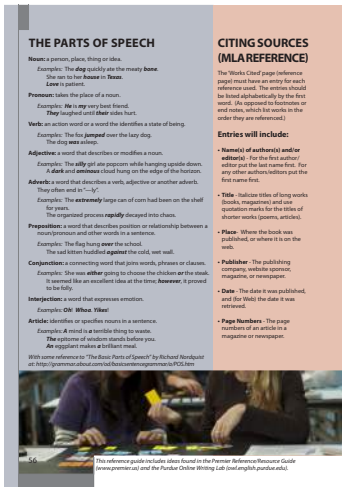 THE PARTS OF SPEECH
Noun: a person, place, thing or idea.
Examples: The dog quickly ate the meaty bone.
She ran to her house in Texas.
Love is patient.
Pronoun: takes the place of a noun.
Examples: He is my very best friend.
They laughed until their sides hurt.
Verb: an action word or a word the identifies a state of being.
Examples: The fox jumped over the lazy dog.
The dog was asleep.
Adjective: a word that describes or modifies a noun.
Examples: The silly girl ate popcorn while hanging upside down.
A dark and ominous cloud hung on the edge of the horizon.
Adverb: a word that describes a verb, adjective or another adverb.
They often end in "—ly".
Examples: The extremely large can of corn had been on the shelf
for years.
The organized process rapidly decayed into chaos.
Preposition: a word that describes position or relationship between a
noun/pronoun and other words in a sentence.
Examples: The flag hung over the school.
The sad kitten huddled against the cold, wet wall.
Conjunction: a connecting word that joins words, phrases or clauses.
Examples: She was either going to choose the chicken or the steak.
It seemed like an excellent idea at the time; however, it proved
to be folly.
Interjection: a word that expresses emotion.
Examples: Oh! Whoa. Yikes!
Article: identifies or specifies nouns in a sentence.
Examples: A mind is a terrible thing to waste.
The epitome of wisdom stands before you.
An eggplant makes a brilliant meal.
With some reference to "The Basic Parts of Speech" by Richard Nordquist
at: http://grammar.about.com/od/basicsentencegrammar/a/POS.htm
CITING SOURCES
(MLA REFERENCE)
The 'Works Cited' page (reference
page) must have an entry for each
reference used. The entries should
be listed alphabetically by the first
word. (As opposed to footnotes or
end notes, which list works in the
order they are referenced.)
Entries will include:
• Name(s) of author(s) and/or
editor(s) - For the first author/
editor put the last name first. For
any other authors/editors put the
first name first.
• Title - Italicize titles of long works
(books, magazines) and use
quotation marks for the titles of
shorter works (poems, articles).
• Place- Where the book was
published, or where it is on the
web.
• Publisher - The publishing
company, website sponsor,
magazine, or newspaper.
• Date - The date it was published,
and (for Web) the date it was
retrieved.
• Page Numbers - The page
numbers of an article in a
magazine or newspaper.
56
This reference guide includes ideas found in the Premier Reference/Resource Guide
(www.premier.us) and the Purdue Online Writing Lab (owl.english.purdue.edu).